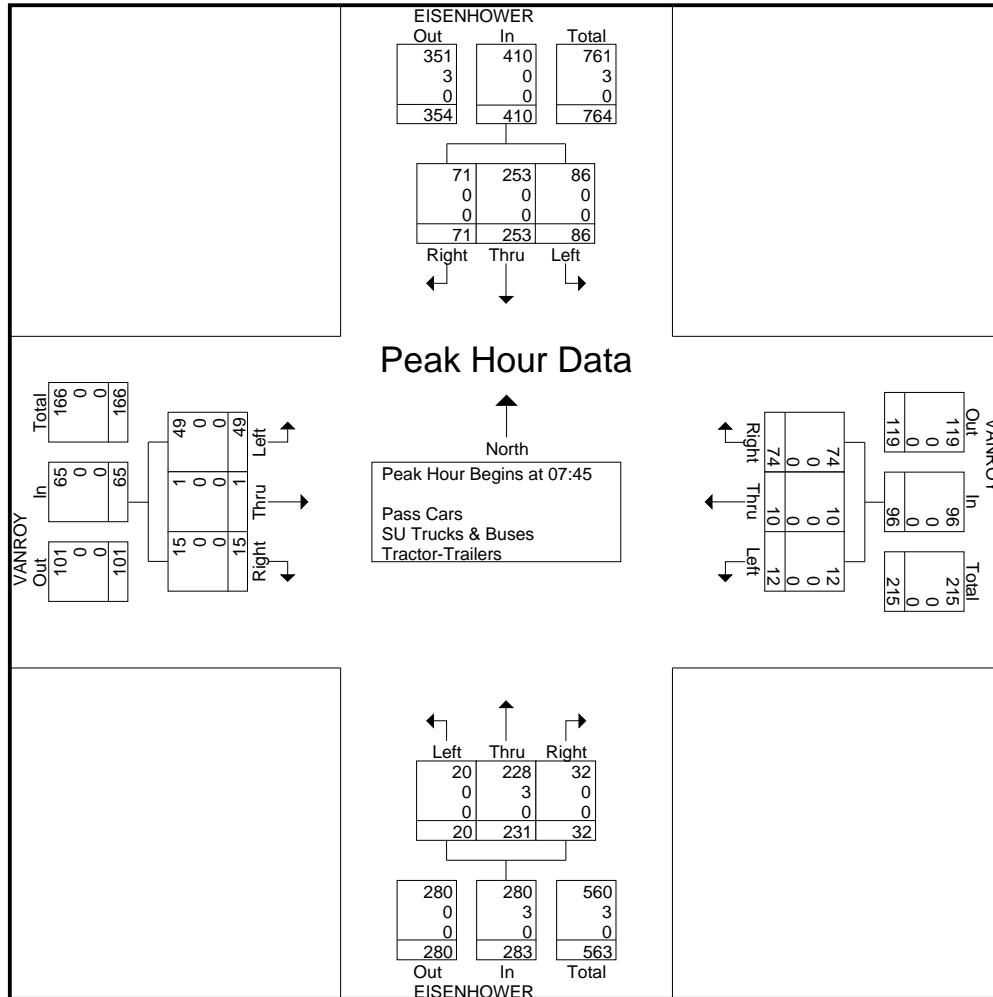 EISENHOWER
Out In Total
351 410 761
3 0 3
0 0 0
354 410 764
71 253 86
0 0 0
0 0 0
71 253 86
Right Thru Left
Peak Hour Data
North
Peak Hour Begins at 07:45
Pass Cars
SU Trucks & Buses
Tractor-Trailers
VANROY
Out In Total
101 65 166
0 0 0
0 0 0
101 65 166
Right Thru Left
15 1 49
0 0 0
0 0 0
15 1 49
VANROY
Out In Total
119 96 215
0 0 0
0 0 0
119 96 215
Right Thru Left
74 10 12
0 0 0
0 0 0
74 10 12
Left Thru Right
20 228 32
0 3 0
0 0 0
20 231 32
280 280 560
0 3 3
0 0 0
280 283 563
Out In Total
EISENHOWER